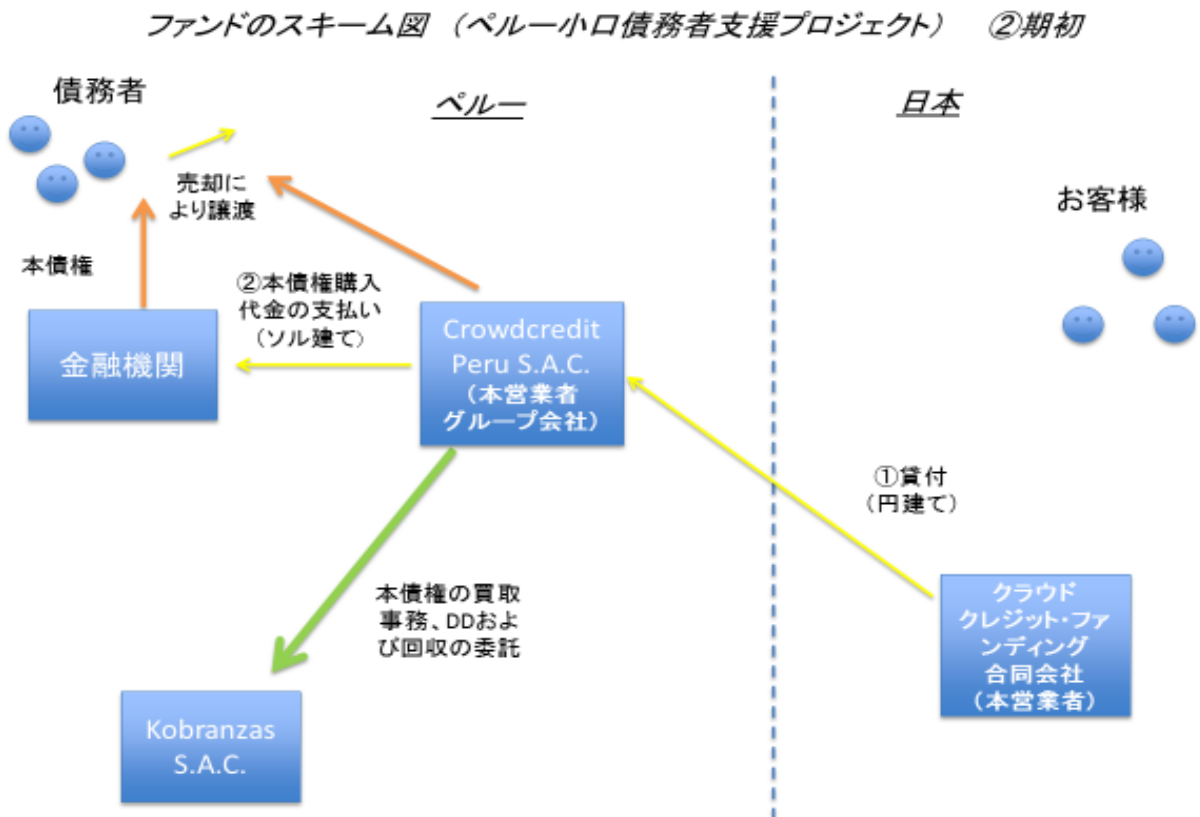 ファンドのスキーム図 （ペルー小口債務者支援プロジェクト） ②期初
債務者
ペルー
日本
売却に
より譲渡
お客様
本債権
②本債権購入
代金の支払い
（ソル建て）
金融機関
Crowdcredit
Peru S.A.C.
（本営業者
グループ会社）
①貸付
（円建て）
本債権の買取
事務、DDおよ
び回収の委託
クラウド
クレジット・ファ
ンディング
合同会社
（本営業者）
Kobranzas
S.A.C.